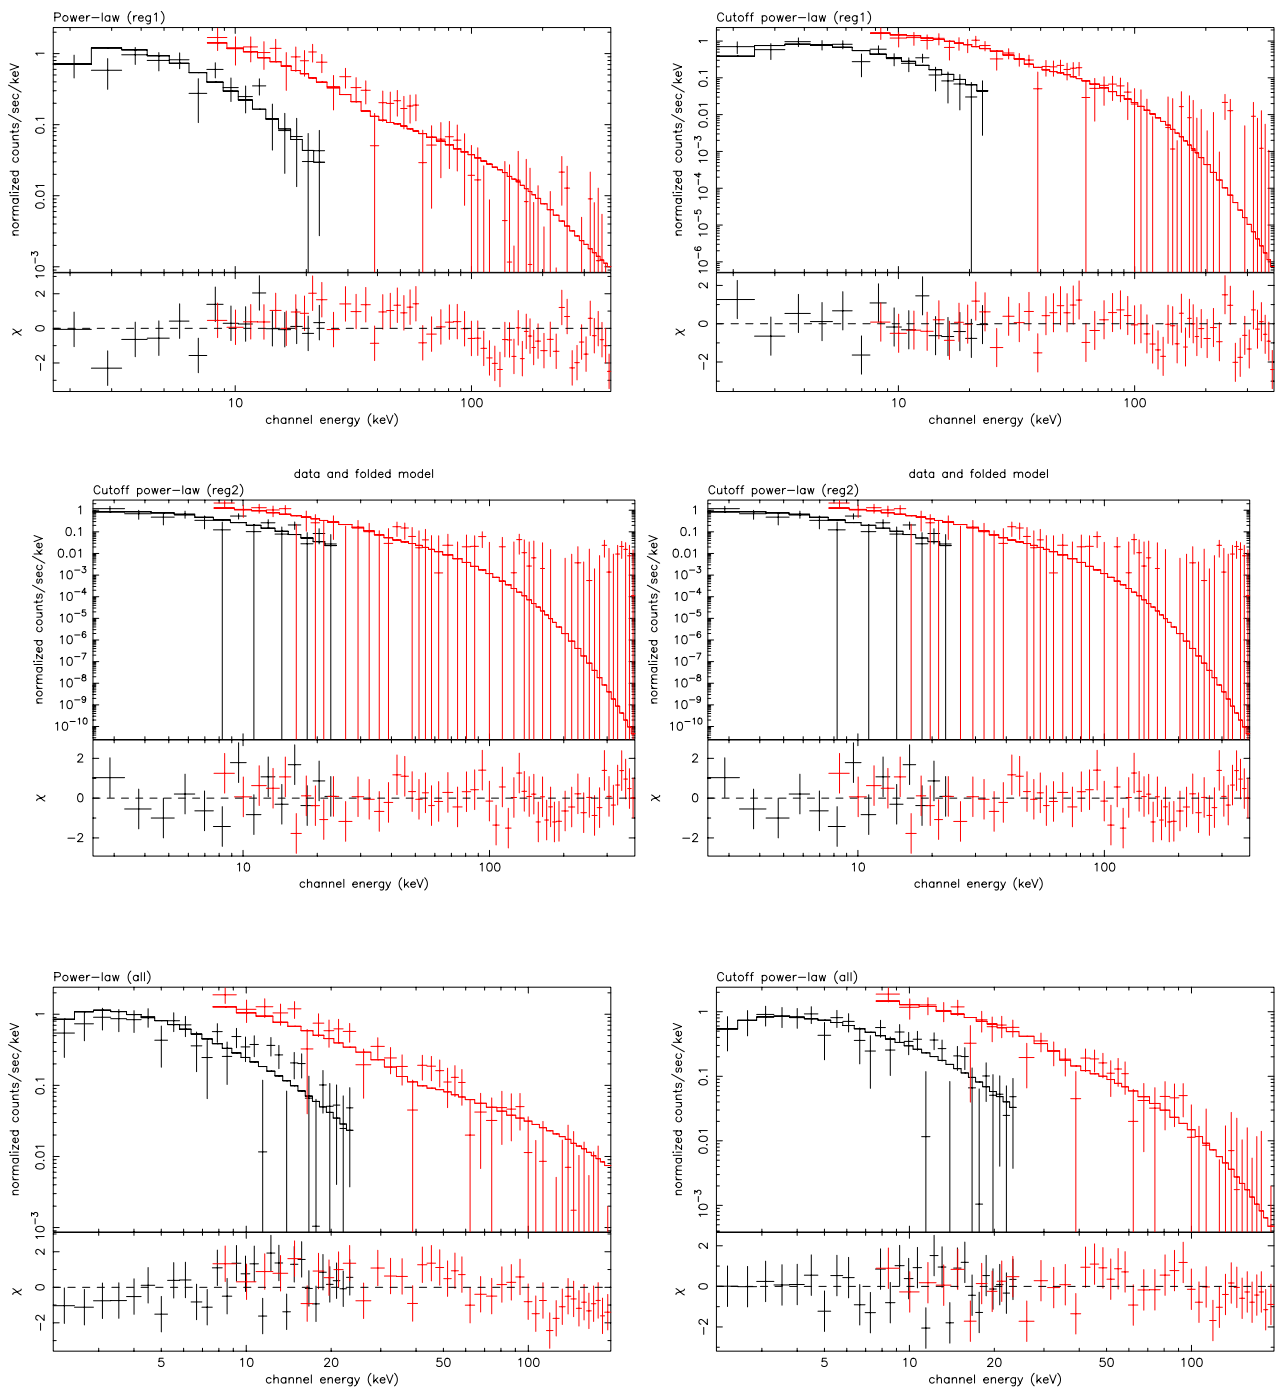 Power-law (reg1)
normalized counts/sec/keV
1
0.1
0.01
10⁻³
χ
2
0
−2
10
100
channel energy (keV)
Cutoff power-law (reg1)
normalized counts/sec/keV
1
0.1
0.01
10⁻³
10⁻⁴
10⁻⁵
10⁻⁶
χ
2
0
−2
10
100
channel energy (keV)
data and folded model
Cutoff power-law (reg2)
normalized counts/sec/keV
1
0.1
0.01
10⁻³
10⁻⁴
10⁻⁵
10⁻⁶
10⁻⁷
10⁻⁸
10⁻⁹
10⁻¹⁰
χ
2
0
−2
10
100
channel energy (keV)
data and folded model
Cutoff power-law (reg2)
normalized counts/sec/keV
1
0.1
0.01
10⁻³
10⁻⁴
10⁻⁵
10⁻⁶
10⁻⁷
10⁻⁸
10⁻⁹
10⁻¹⁰
χ
2
0
−2
10
100
channel energy (keV)
Power-law (all)
normalized counts/sec/keV
1
0.1
0.01
10⁻³
χ
2
0
−2
5
10
20
50
100
channel energy (keV)
Cutoff power-law (all)
normalized counts/sec/keV
1
0.1
0.01
10⁻³
χ
2
0
−2
5
10
20
50
100
channel energy (keV)